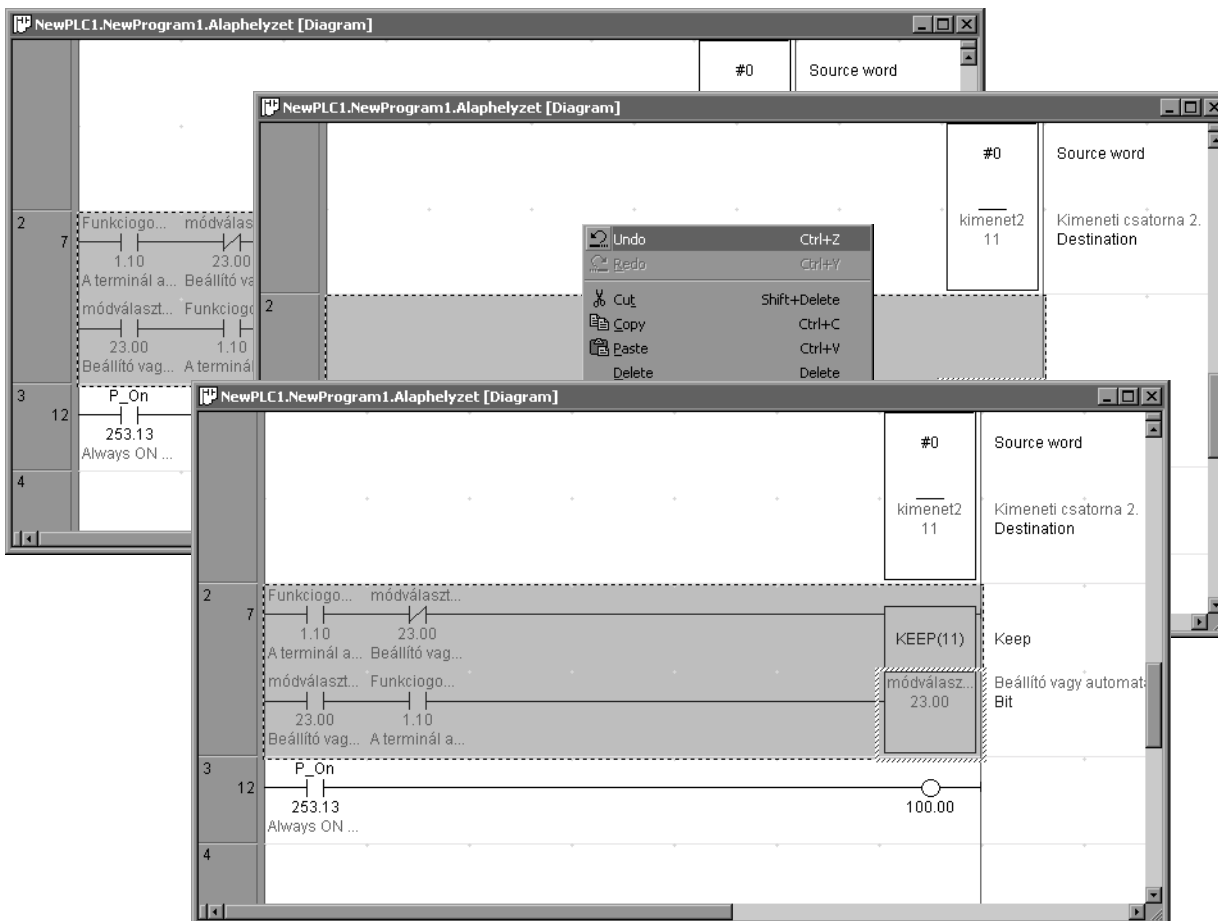 NewPLC1.NewProgram1.Alaphelyzet [Diagram]
#0 Source word
2
7
Funkciogo... módválas
1.10 23.00
A terminál a... Beállító va
módválaszt... Funkciogo
23.00 1.10
Beállító vag... A terminál
3
12
P_On
253.13
Always ON ...
4
NewPLC1.NewProgram1.Alaphelyzet [Diagram]
#0 Source word
kimenet2 Kimeneti csatorna 2.
11 Destination
2
Undo Ctrl+Z
Redo Ctrl+Y
Cut Shift+Delete
Copy Ctrl+C
Paste Ctrl+V
Delete Delete
NewPLC1.NewProgram1.Alaphelyzet [Diagram]
#0 Source word
kimenet2 Kimeneti csatorna 2.
11 Destination
2
7
Funkciogo... módválaszt...
1.10 23.00
A terminál a... Beállító vag...
KEEP(11) Keep
módválaszt... Funkciogo...
23.00 1.10
Beállító vag... A terminál a...
módválasz... Beállító vagy automata
23.00 Bit
3
12
P_On
253.13
Always ON ...
100.00
4